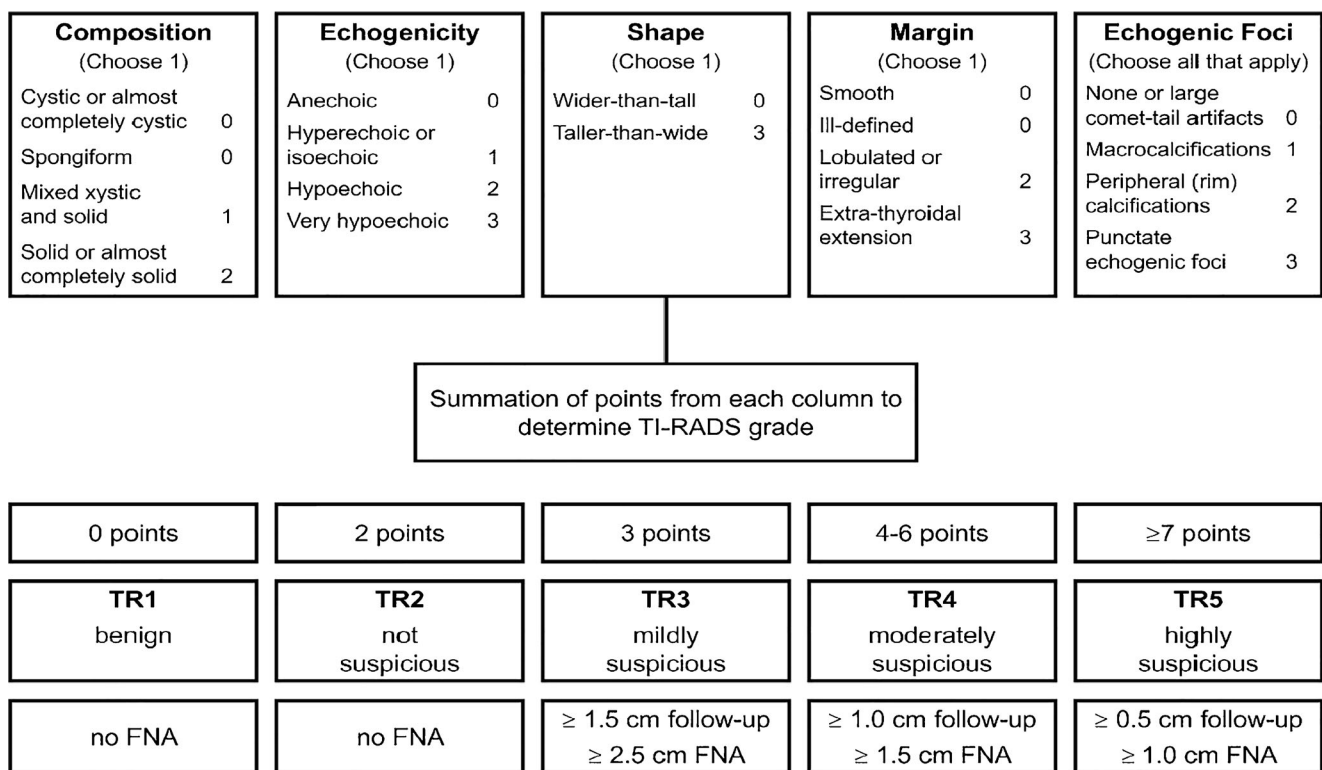 Composition
(Choose 1)
Cystic or almost
completely cystic 0
Spongiform 0
Mixed xystic
and solid 1
Solid or almost
completely solid 2
Echogenicity
(Choose 1)
Anechoic 0
Hyperechoic or
isoechoic 1
Hypoechoic 2
Very hypoechoic 3
Shape
(Choose 1)
Wider-than-tall 0
Taller-than-wide 3
Margin
(Choose 1)
Smooth 0
Ill-defined 0
Lobulated or
irregular 2
Extra-thyroidal
extension 3
Echogenic Foci
(Choose all that apply)
None or large
comet-tail artifacts 0
Macrocalcifications 1
Peripheral (rim)
calcifications 2
Punctate
echogenic foci 3
Summation of points from each column to
determine TI-RADS grade
0 points
2 points
3 points
4-6 points
≥7 points
TR1
benign
TR2
not
suspicious
TR3
mildly
suspicious
TR4
moderately
suspicious
TR5
highly
suspicious
no FNA
no FNA
≥ 1.5 cm follow-up
≥ 2.5 cm FNA
≥ 1.0 cm follow-up
≥ 1.5 cm FNA
≥ 0.5 cm follow-up
≥ 1.0 cm FNA